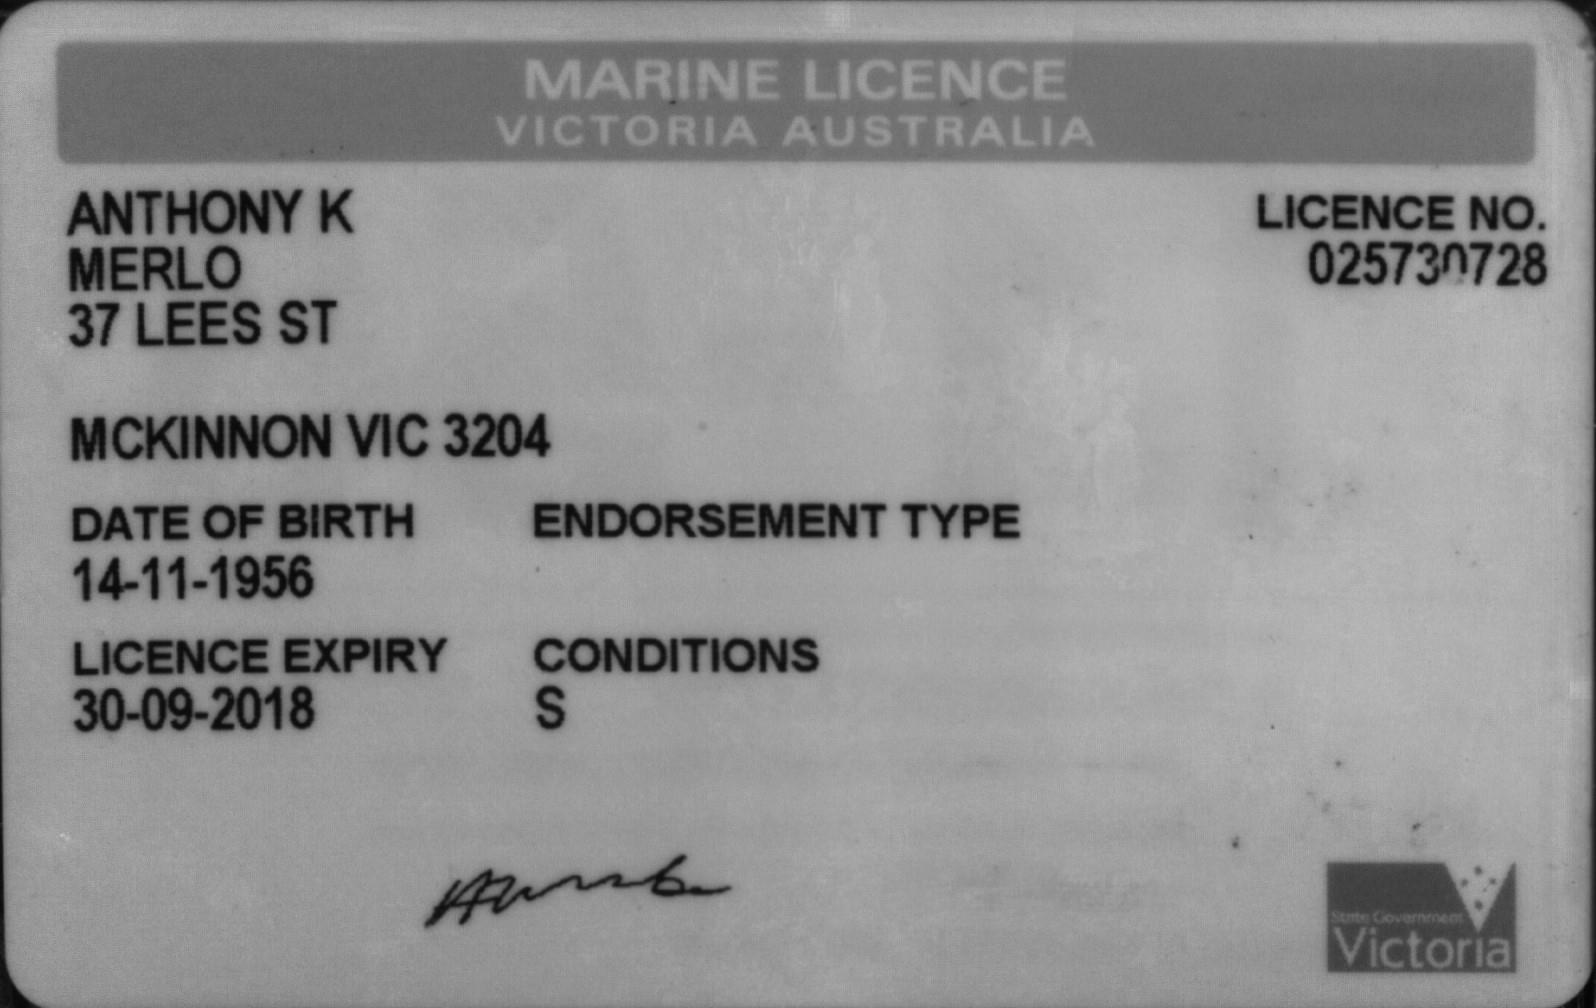 MARINE LICENCE
VICTORIA AUSTRALIA
ANTHONY K
MERLO
37 LEES ST
MCKINNON VIC 3204
LICENCE NO.
025730728
DATE OF BIRTH
14-11-1956
ENDORSEMENT TYPE
LICENCE EXPIRY
30-09-2018
CONDITIONS
S
State Government
Victoria